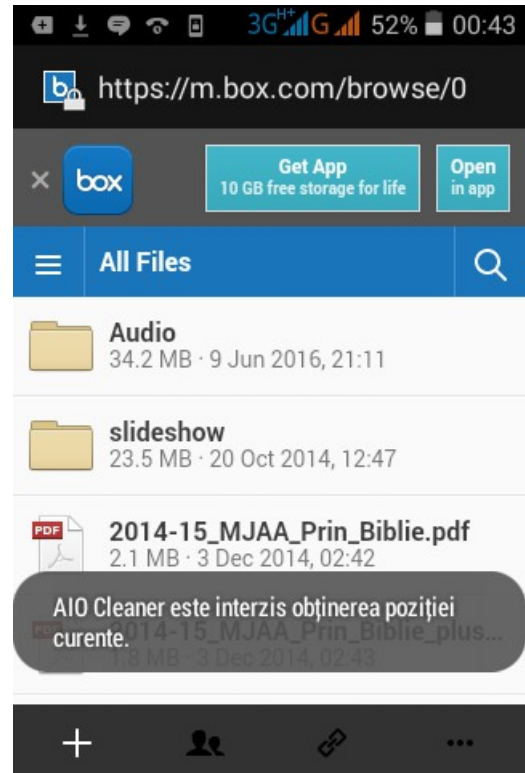 3G H+ G 52% 00:43
https://m.box.com/browse/0
box
Get App
10 GB free storage for life
Open
in app
All Files
Audio
34.2 MB · 9 Jun 2016, 21:11
slideshow
23.5 MB · 20 Oct 2014, 12:47
PDF
2014-15_MJAA_Prin_Biblie.pdf
2.1 MB · 3 Dec 2014, 02:42
AIO Cleaner este interzis obținerea poziției
curente.
PDF
2014-15_MJAA_Prin_Biblie_plus...
1.8 MB · 3 Dec 2014, 02:43